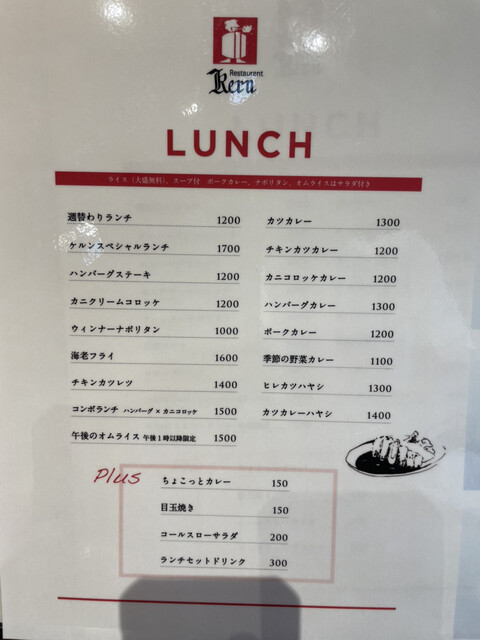 Restaurent
Kern
LUNCH
ライス（大盛無料）、スープ付　ポークカレー、ナポリタン、オムライスはサラダ付き
週替わりランチ 1200
ケルンスペシャルランチ 1700
ハンバーグステーキ 1200
カニクリームコロッケ 1200
ウィンナーナポリタン 1000
海老フライ 1600
チキンカツレツ 1400
コンボランチ ハンバーグ × カニコロッケ 1500
午後のオムライス 午後1時以降限定 1500
カツカレー 1300
チキンカツカレー 1200
カニコロッケカレー 1200
ハンバーグカレー 1300
ポークカレー 1200
季節の野菜カレー 1100
ヒレカツハヤシ 1300
カツカレーハヤシ 1400
Plus
ちょこっとカレー 150
目玉焼き 150
コールスローサラダ 200
ランチセットドリンク 300